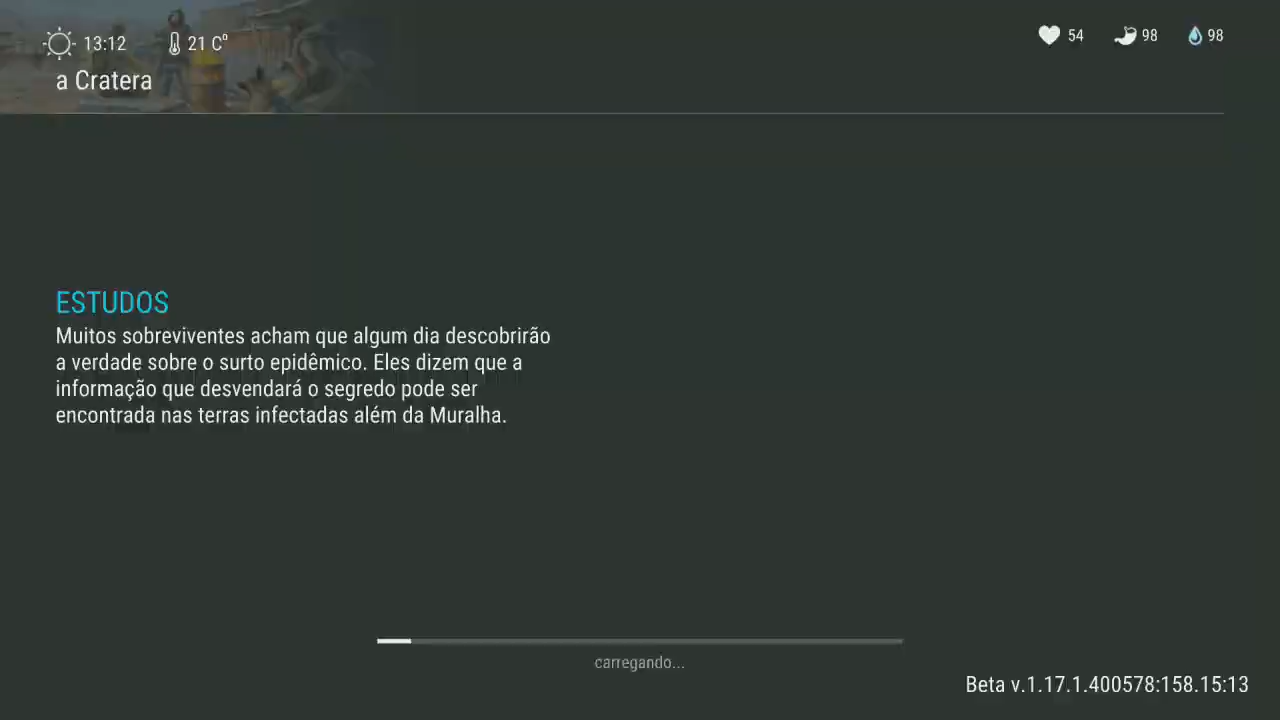 13:12 21 Cº
54 98 98
a Cratera
ESTUDOS
Muitos sobreviventes acham que algum dia descobrirão
a verdade sobre o surto epidêmico. Eles dizem que a
informação que desvendará o segredo pode ser
encontrada nas terras infectadas além da Muralha.
carregando...
Beta v.1.17.1.400578:158.15:13